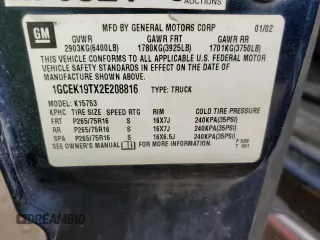 AUCTIONS
GM
MFD BY GENERAL MOTORS CORP
01/02
GVWR GAWR FRT GAWR RR
2903KG(6400LB) 1780KG(3925LB) 1701KG(3750LB)
THIS VEHICLE CONFORMS TO ALL APPLICABLE U.S. FEDERAL MOTOR
VEHICLE SAFETY STANDARDS IN EFFECT ON THE DATE OF
MANUFACTURE SHOWN ABOVE.
1GCEK19TX2E208816 TYPE: TRUCK
MODEL: K15753
KPHC TIRE SIZE SPEED RTG RIM COLD TIRE PRESSURE
FRT P265/75R16 S 16X7J 240KPA(35PSI)
RR P265/75R16 S 16X7J 240KPA(35PSI)
SPA P265/75R16 S 16X6.5J 240KPA(35PSI)
SEE OWNER'S MANUAL FOR MORE INFORMATION.
DREAMBID